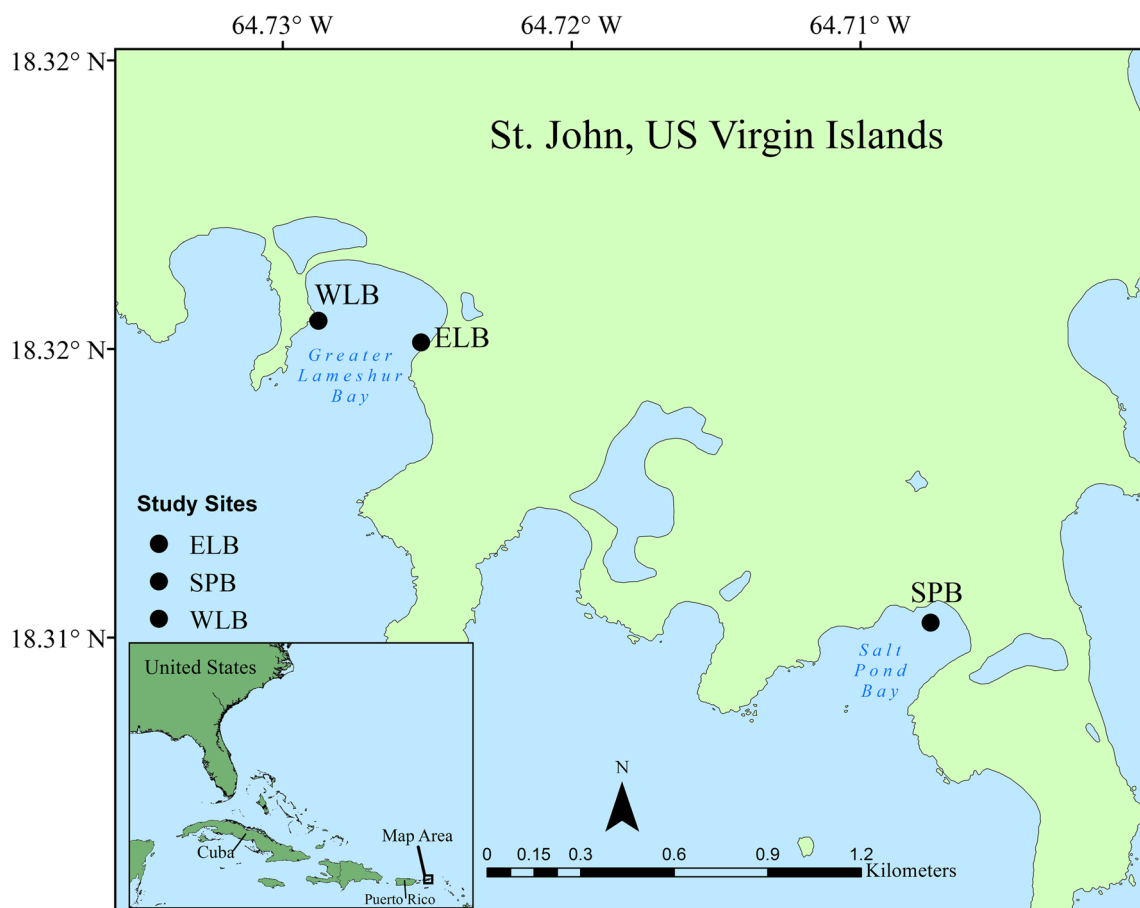 64.73° W
64.72° W
64.71° W
18.32° N
St. John, US Virgin Islands
WLB
ELB
18.32° N
Greater
Lameshur
Bay
Study Sites
ELB
SPB
WLB
SPB
18.31° N
Salt
Pond
Bay
United States
Cuba
Map Area
Puerto Rico
N
0 0.15 0.3 0.6 0.9 1.2
Kilometers